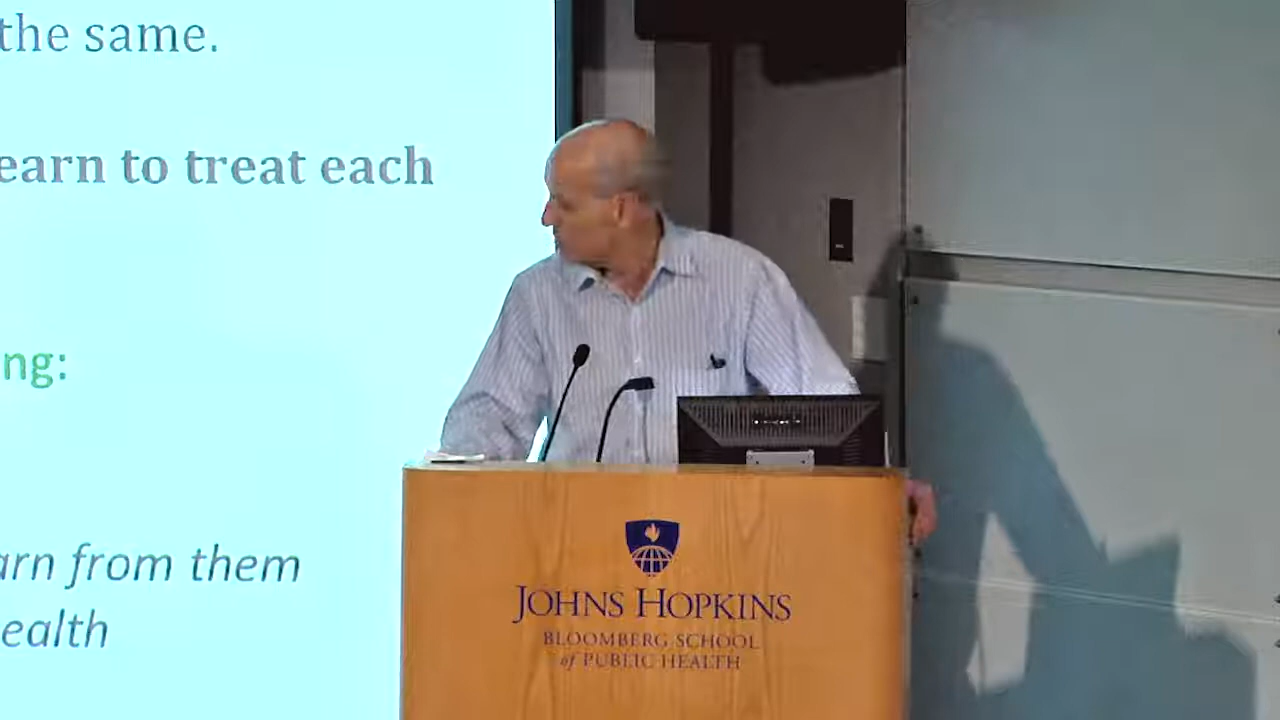 the same.
earn to treat each
ng:
arn from them
ealth
JOHNS HOPKINS
BLOOMBERG SCHOOL
of PUBLIC HEALTH